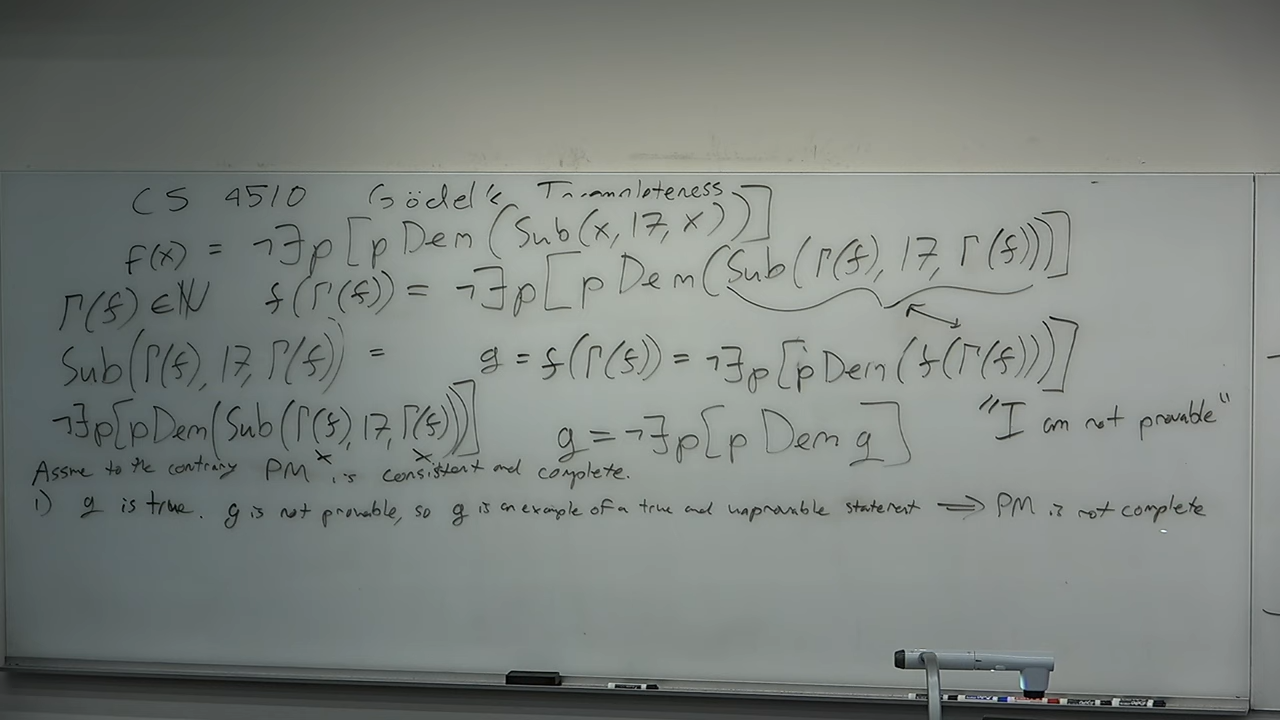 CS 4510 Gödel's Incompleteness
f(x) = ¬∃p[p Dem(Sub(x, 17, x))]
Γ(f) ∈ ℕ f(Γ(f)) = ¬∃p[p Dem(Sub(Γ(f), 17, Γ(f)))]
Sub(Γ(f), 17, Γ(f)) = g = f(Γ(f)) = ¬∃p[p Dem(f(Γ(f)))]
¬∃p[p Dem(Sub(Γ(f), 17, Γ(f))] g = ¬∃p[p Dem g] "I am not provable"
x x
Assme to the contrary PM is consistent and complete.
1) g is true. g is not provable, so g is an example of a true and unprovable statement ⟹ PM is not complete